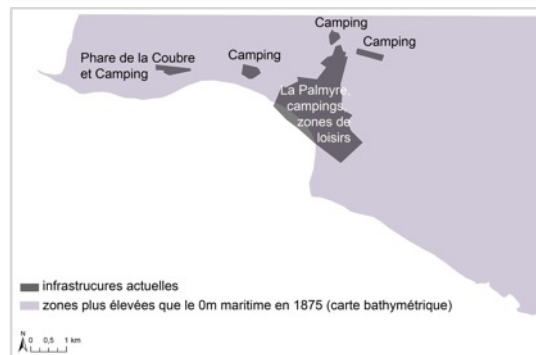 Camping
Camping
Camping
Phare de la Coubre
et Camping
La Palmyre,
campings,
zones de
loisirs
infrastrucures actuelles
zones plus élevées que le 0m maritime en 1875 (carte bathymétrique)
N
0 0,5 1 km